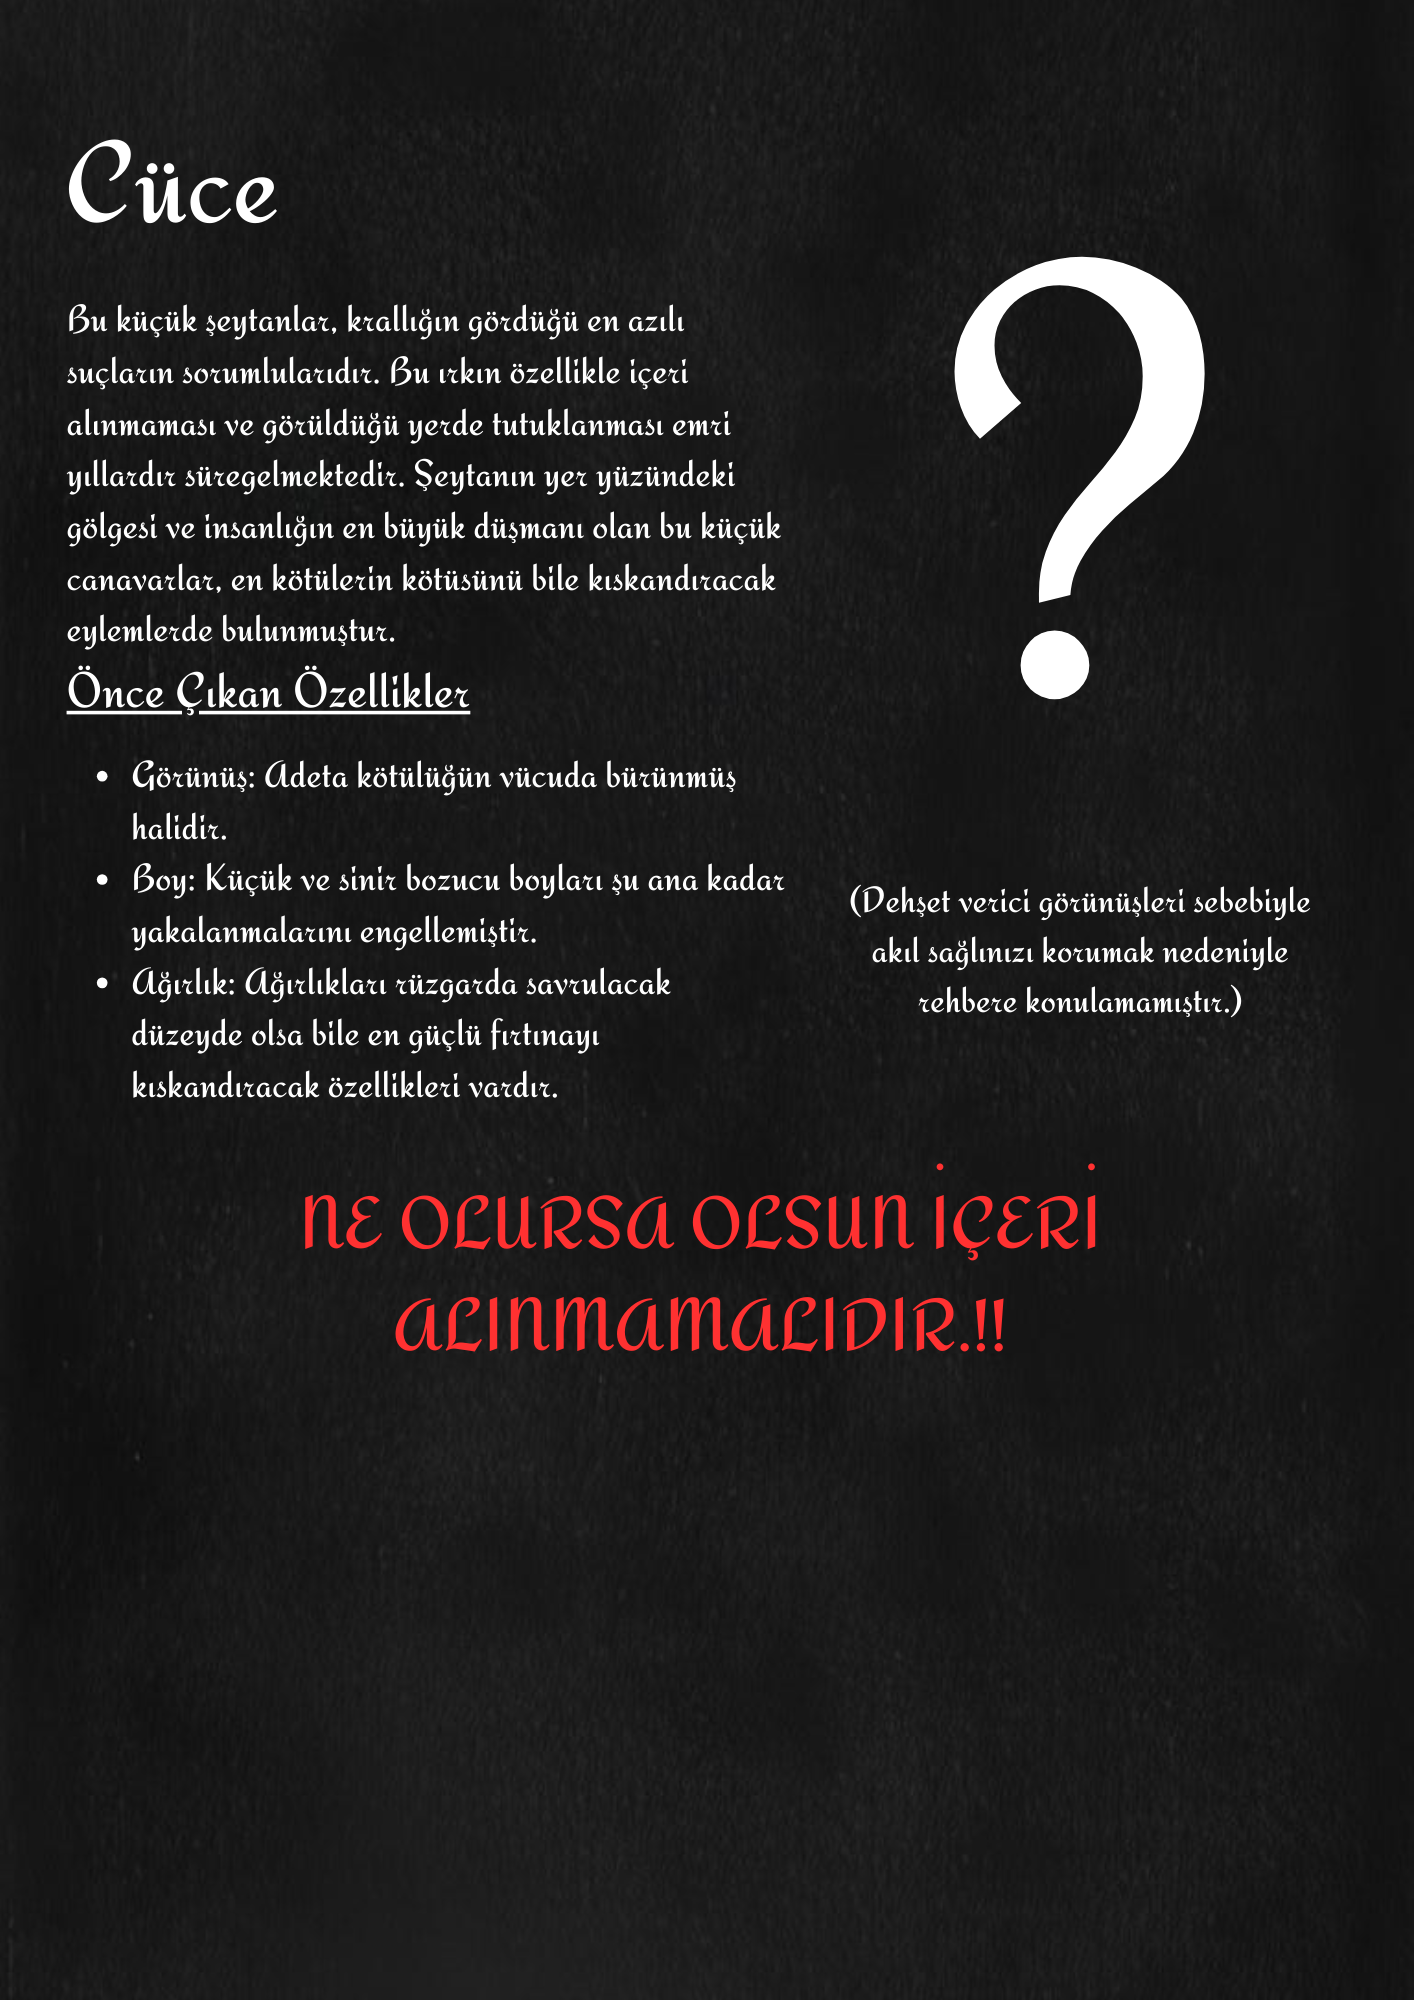 Cüce
Bu küçük şeytanlar, krallığın gördüğü en azılı
suçların sorumlularıdır. Bu ırkın özellikle içeri
alınmaması ve görüldüğü yerde tutuklanması emri
yıllardır süregelmektedir. Şeytanın yer yüzündeki
gölgesi ve insanlığın en büyük düşmanı olan bu küçük
canavarlar, en kötülerin kötüsünü bile kıskandıracak
eylemlerde bulunmuştur.
Önce Çıkan Özellikler
• Görünüş: Adeta kötülüğün vücuda bürünmüş
halidir.
• Boy: Küçük ve sinir bozucu boyları şu ana kadar
yakalanmalarını engellemiştir.
• Ağırlık: Ağırlıkları rüzgarda savrulacak
düzeyde olsa bile en güçlü fırtınayı
kıskandıracak özellikleri vardır.
?
(Dehşet verici görünüşleri sebebiyle
akıl sağlınızı korumak nedeniyle
rehbere konulamamıştır.)
NE OLURSA OLSUN İÇERİ
ALINMAMALIDIR.!!